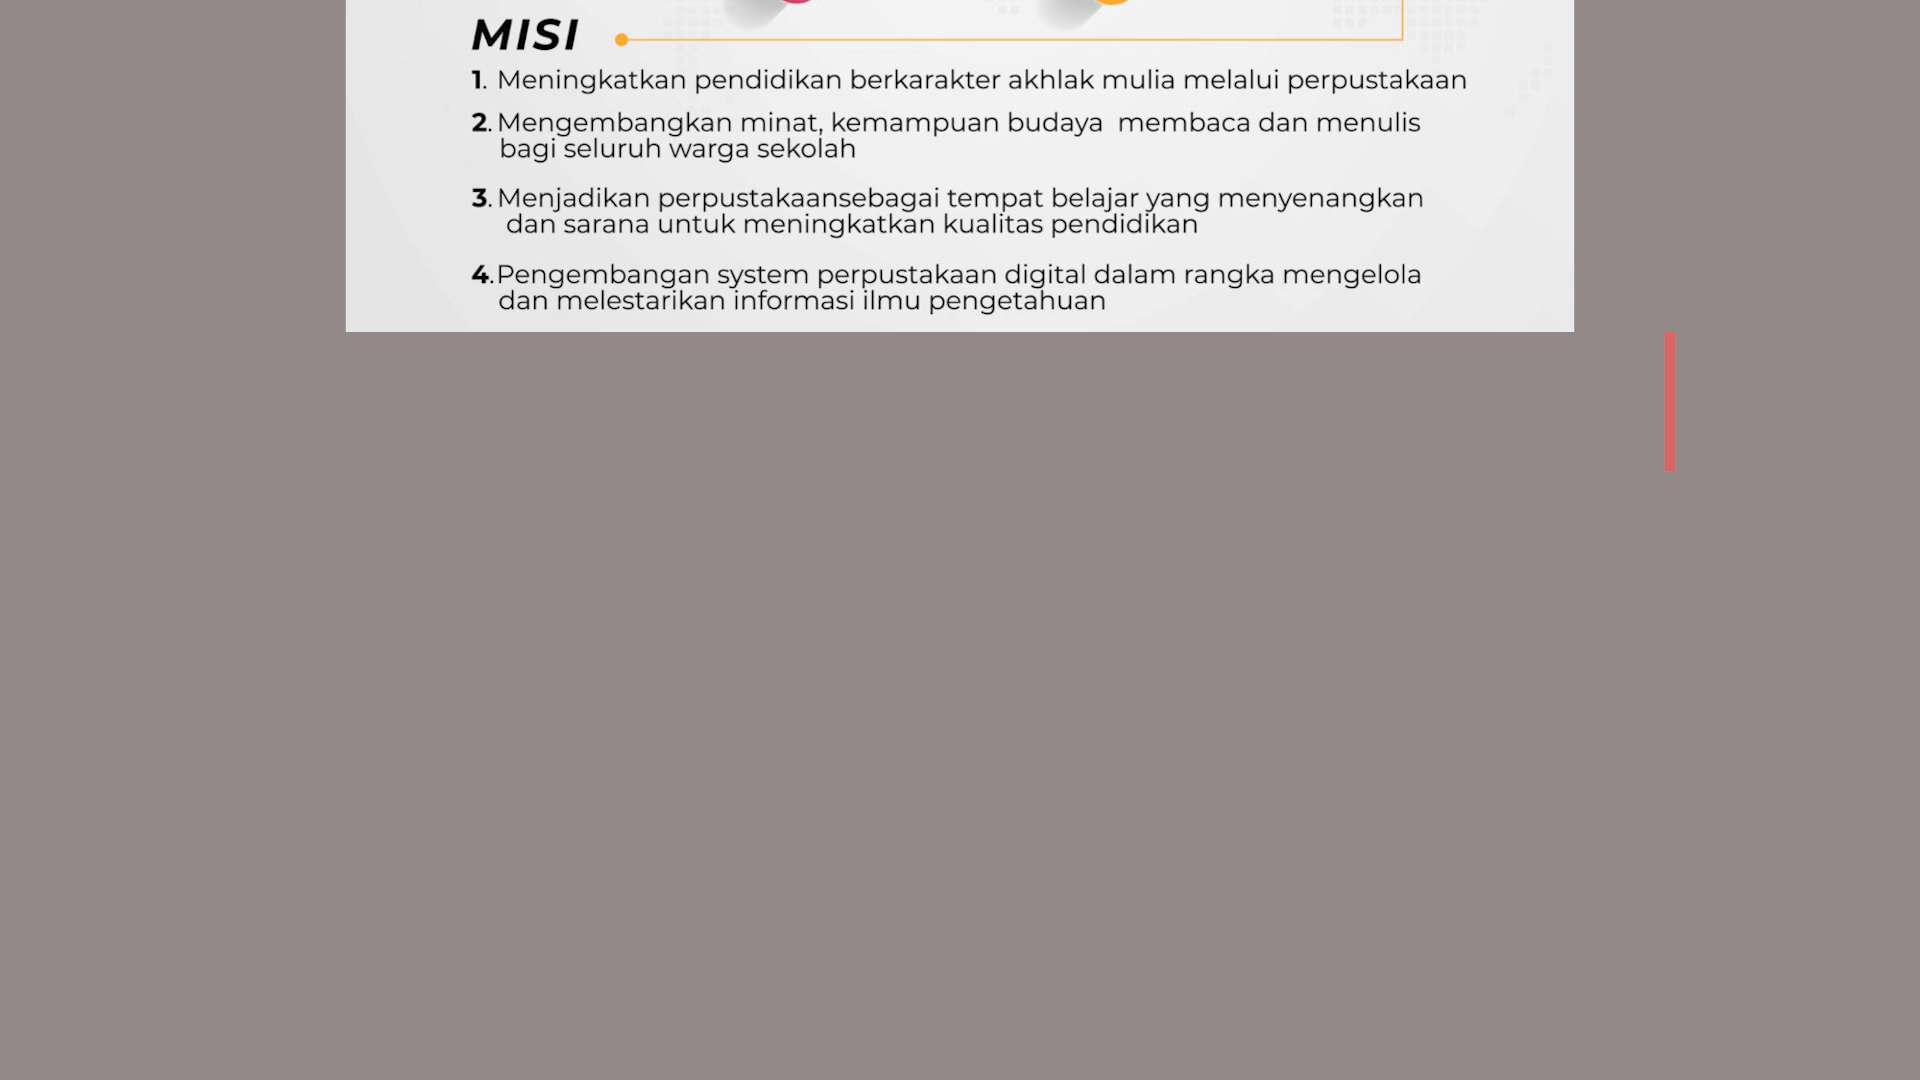 MISI
1. Meningkatkan pendidikan berkarakter akhlak mulia melalui perpustakaan
2. Mengembangkan minat, kemampuan budaya  membaca dan menulis
bagi seluruh warga sekolah
3. Menjadikan perpustakaansebagai tempat belajar yang menyenangkan
dan sarana untuk meningkatkan kualitas pendidikan
4.Pengembangan system perpustakaan digital dalam rangka mengelola
dan melestarikan informasi ilmu pengetahuan